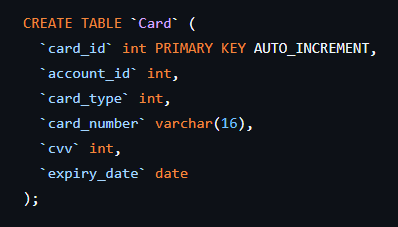 CREATE TABLE `Card` (
  `card_id` int PRIMARY KEY AUTO_INCREMENT,
  `account_id` int,
  `card_type` int,
  `card_number` varchar(16),
  `cvv` int,
  `expiry_date` date
);